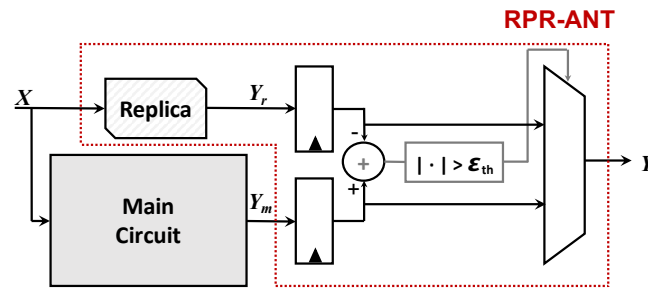 RPR-ANT
X
Replica
Yr
-
+
| · | > εth
+
Y
Main
Circuit
Ym